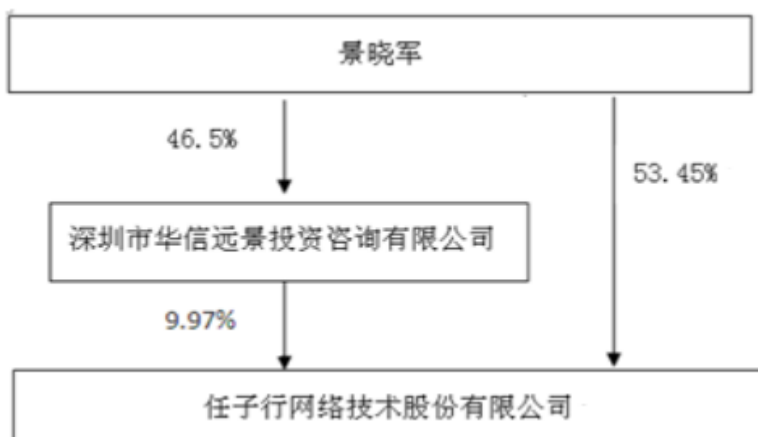 景晓军
46.5%
53.45%
深圳市华信远景投资咨询有限公司
9.97%
任子行网络技术股份有限公司